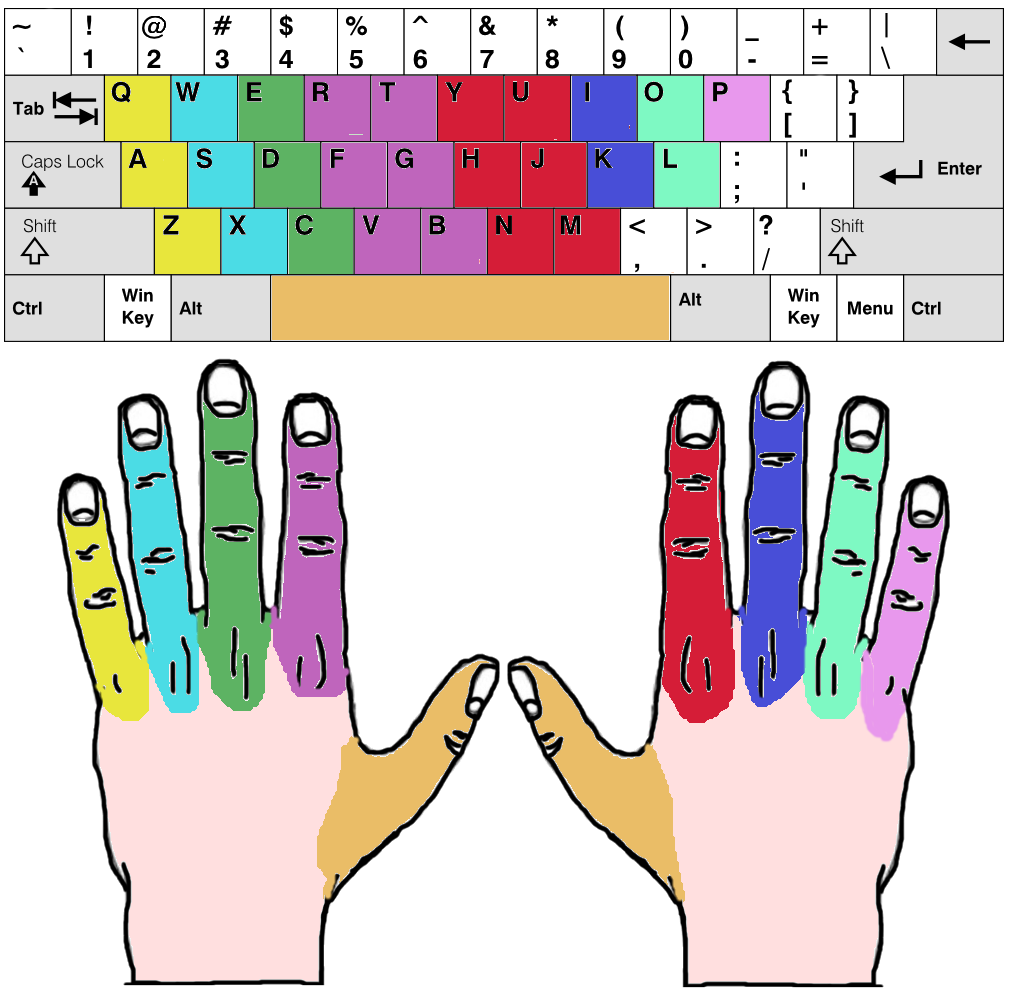 ~ ! @ # $ % ^ & * ( ) _ + |
` 1 2 3 4 5 6 7 8 9 0 - = \
Tab Q W E R T Y U I O P { }
[ ]
Caps Lock A S D F G H J K L : "
A ; ' Enter
Shift Z X C V B N M < > ? Shift
, . /
Ctrl Win Key Alt Alt Win Key Menu Ctrl